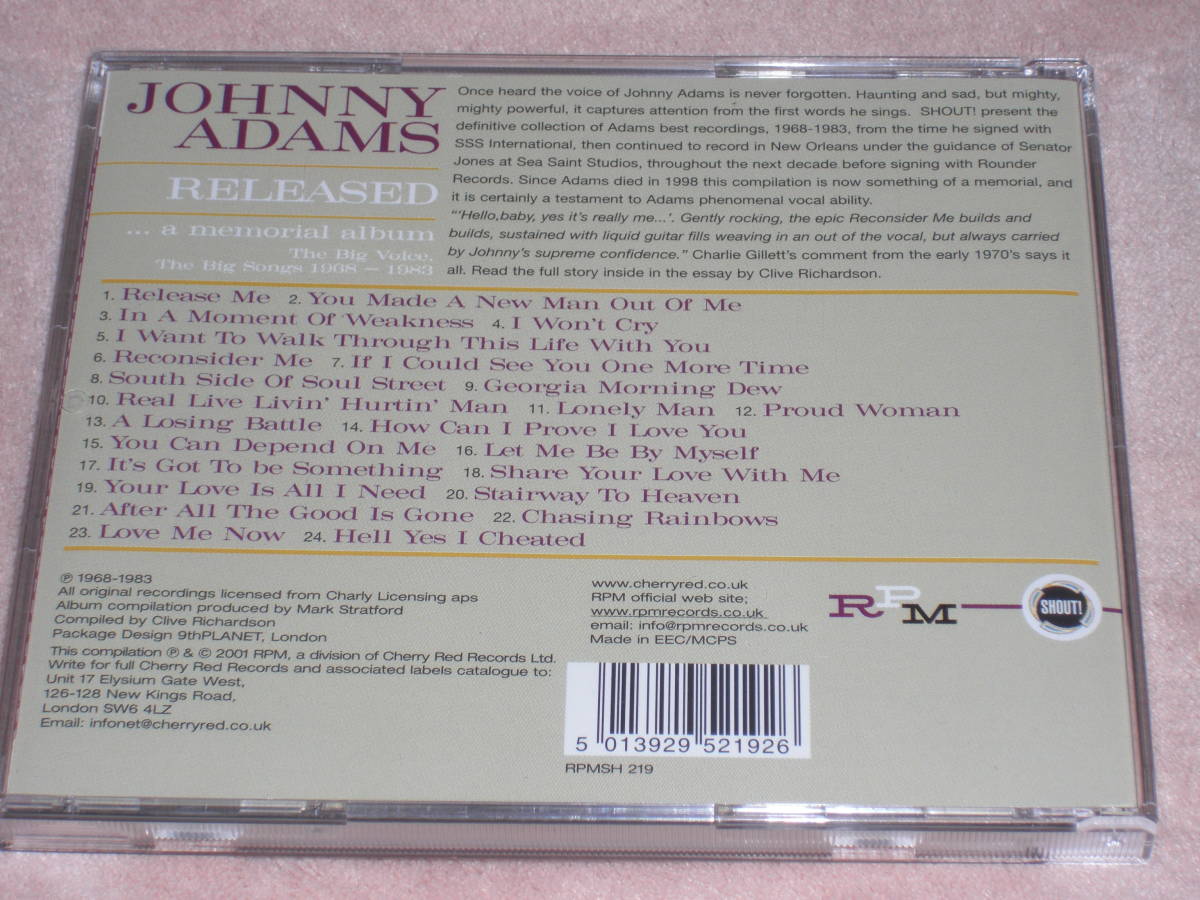 JOHNNY
ADAMS
RELEASED
... a memorial album
The Big Voice.
The Big Songs 1968 – 1983
Once heard the voice of Johnny Adams is never forgotten. Haunting and sad, but mighty,
mighty powerful, it captures attention from the first words he sings. SHOUT! present the
definitive collection of Adams best recordings, 1968-1983, from the time he signed with
SSS International, then continued to record in New Orleans under the guidance of Senator
Jones at Sea Saint Studios, throughout the next decade before signing with Rounder
Records. Since Adams died in 1998 this compilation is now something of a memorial, and
it is certainly a testament to Adams phenomenal vocal ability.
"'Hello,baby, yes it's really me...'. Gently rocking, the epic Reconsider Me builds and
builds, sustained with liquid guitar fills weaving in an out of the vocal, but always carried
by Johnny's supreme confidence." Charlie Gillett's comment from the early 1970's says it
all. Read the full story inside in the essay by Clive Richardson.
1. Release Me 2. You Made A New Man Out Of Me
3. In A Moment Of Weakness 4. I Won't Cry
5. I Want To Walk Through This Life With You
6. Reconsider Me 7. If I Could See You One More Time
8. South Side Of Soul Street 9. Georgia Morning Dew
10. Real Live Livin' Hurtin' Man 11. Lonely Man 12. Proud Woman
13. A Losing Battle 14. How Can I Prove I Love You
15. You Can Depend On Me 16. Let Me Be By Myself
17. It's Got To be Something 18. Share Your Love With Me
19. Your Love Is All I Need 20. Stairway To Heaven
21. After All The Good Is Gone 22. Chasing Rainbows
23. Love Me Now 24. Hell Yes I Cheated
℗ 1968-1983
All original recordings licensed from Charly Licensing aps
Album compilation produced by Mark Stratford
Compiled by Clive Richardson
Package Design 9thPLANET, London
This compilation ℗ & © 2001 RPM, a division of Cherry Red Records Ltd.
Write for full Cherry Red Records and associated labels catalogue to:
Unit 17 Elysium Gate West,
126-128 New Kings Road,
London SW6 4LZ
Email: infonet@cherryred.co.uk
www.cherryred.co.uk
RPM official web site;
www.rpmrecords.co.uk
email: info@rpmrecords.co.uk
Made in EEC/MCPS
RPM
SHOUT!
5 013929 521926
RPMSH 219